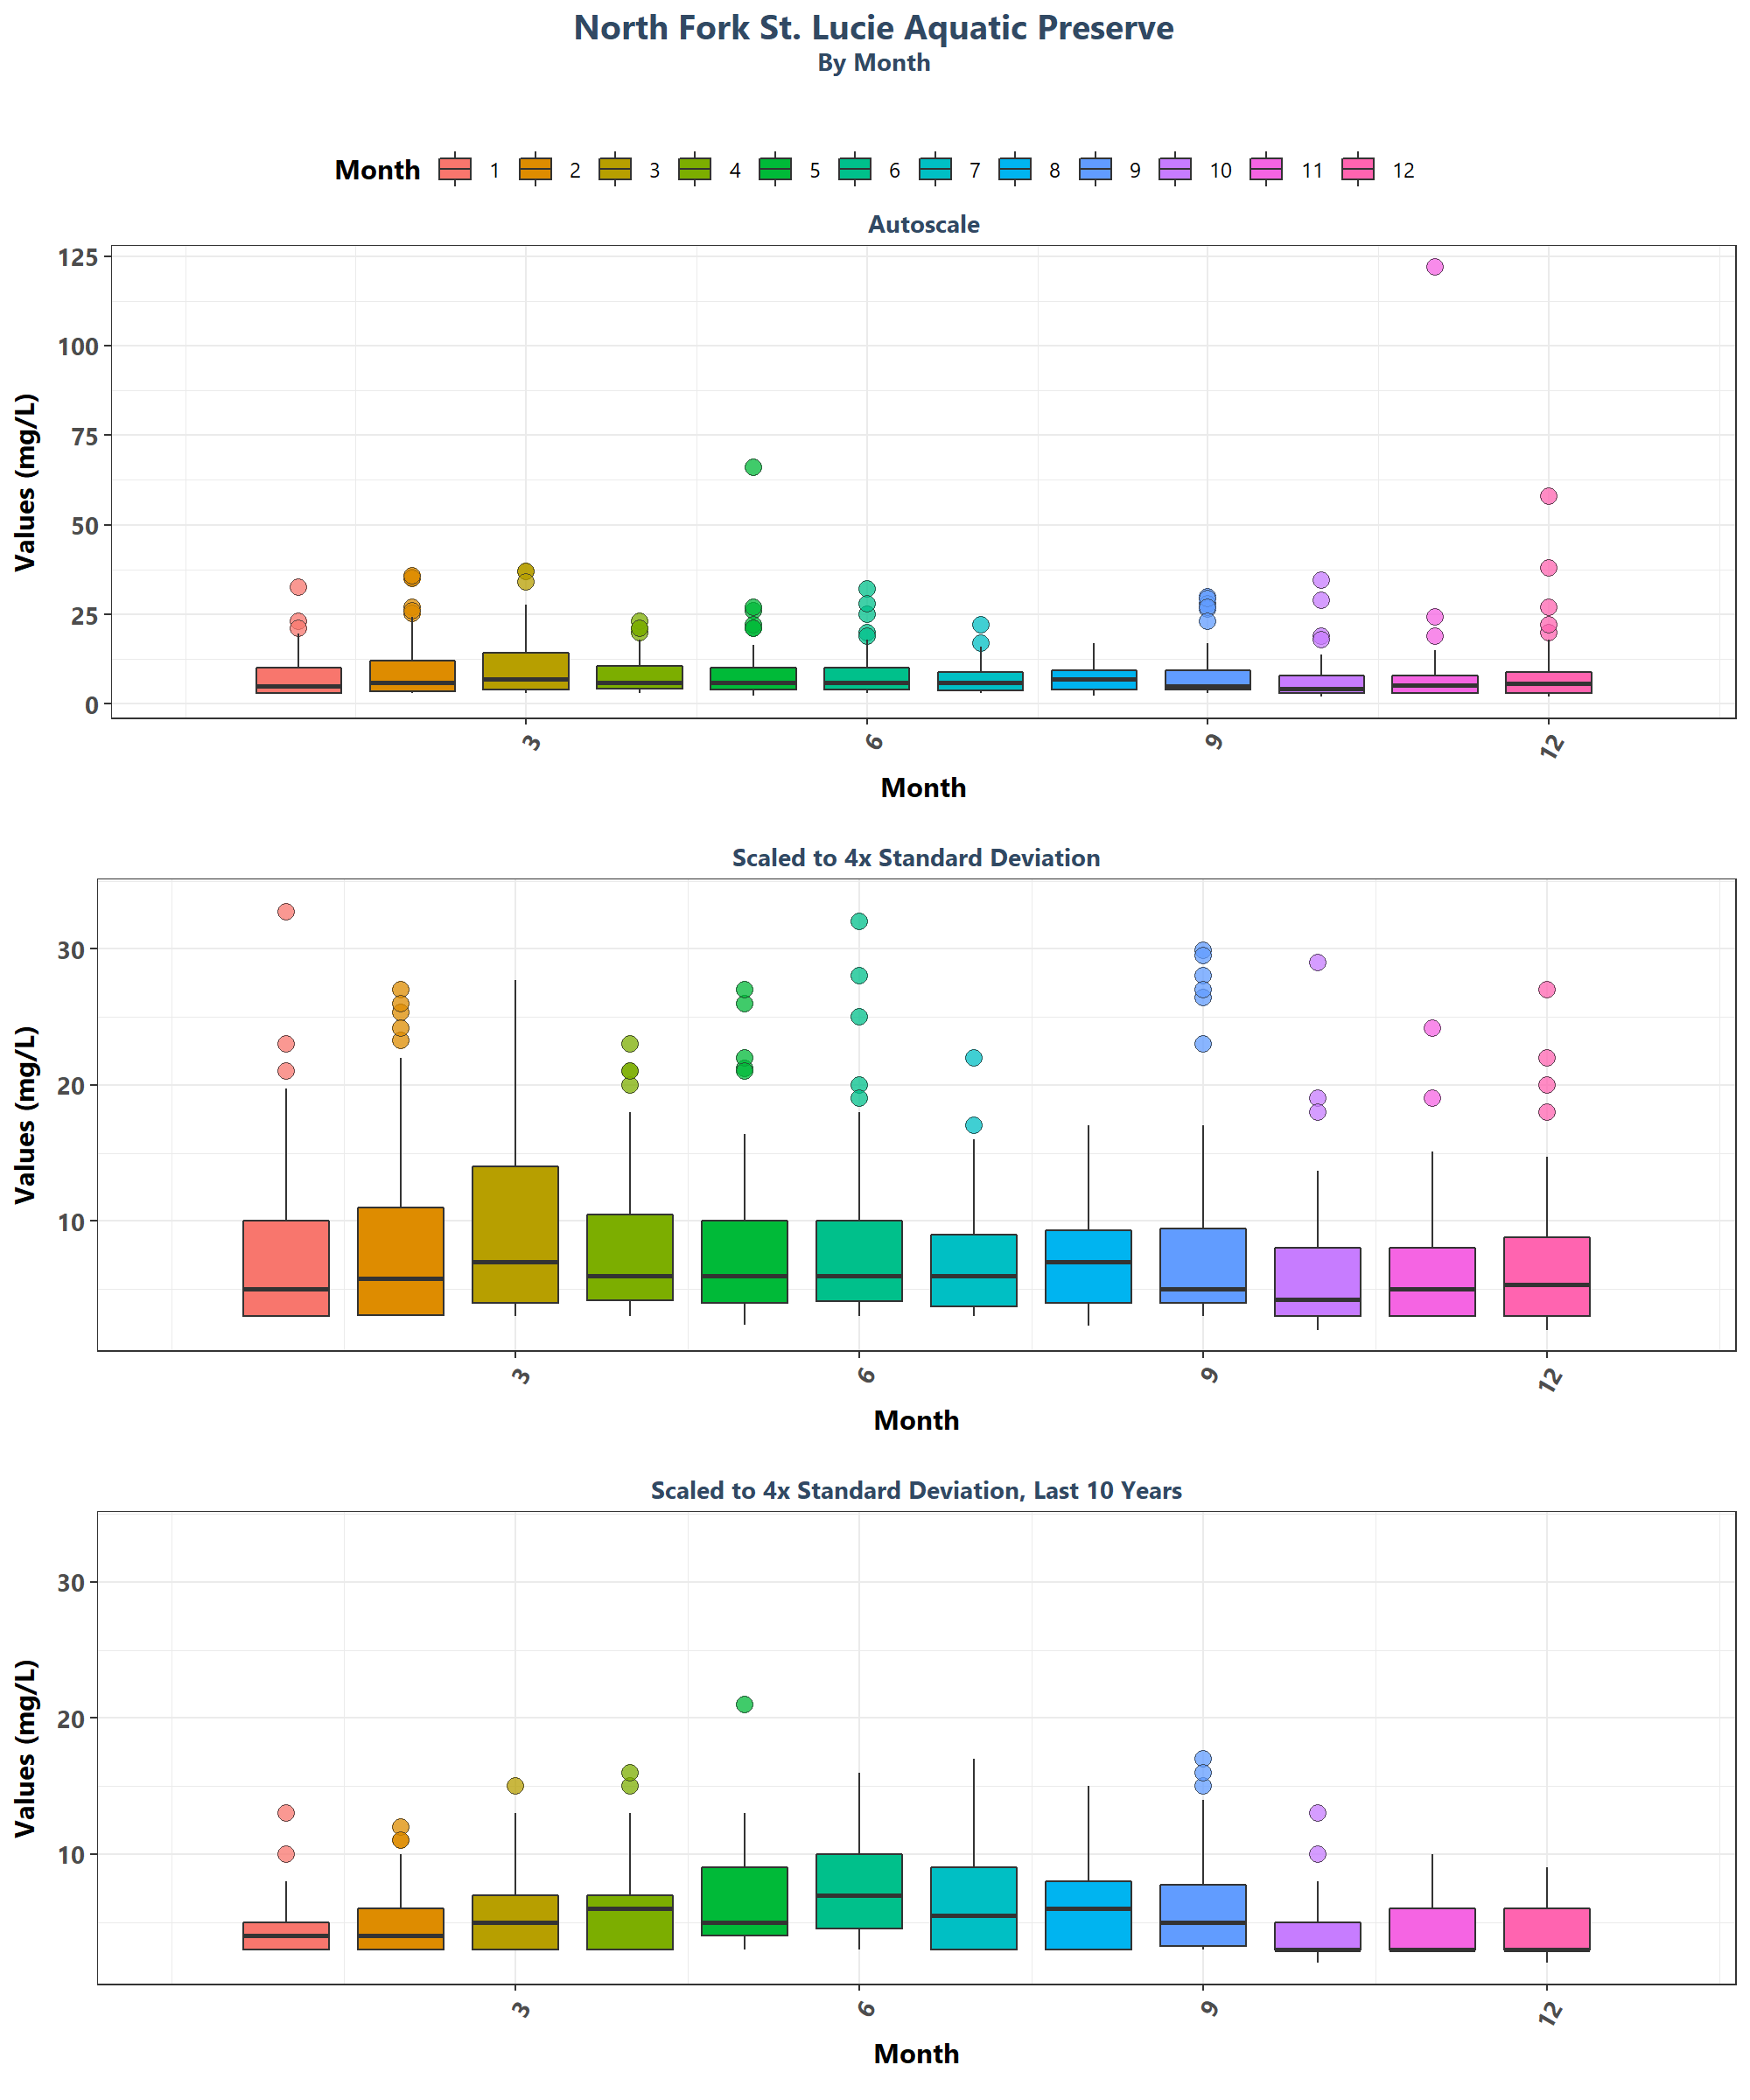 North Fork St. Lucie Aquatic Preserve
By Month
Month 1 2 3 4 5 6 7 8 9 10 11 12
Autoscale
Values (mg/L)
125
100
75
50
25
0
3 6 9 12
Month
Scaled to 4x Standard Deviation
Values (mg/L)
30
20
10
3 6 9 12
Month
Scaled to 4x Standard Deviation, Last 10 Years
Values (mg/L)
30
20
10
3 6 9 12
Month